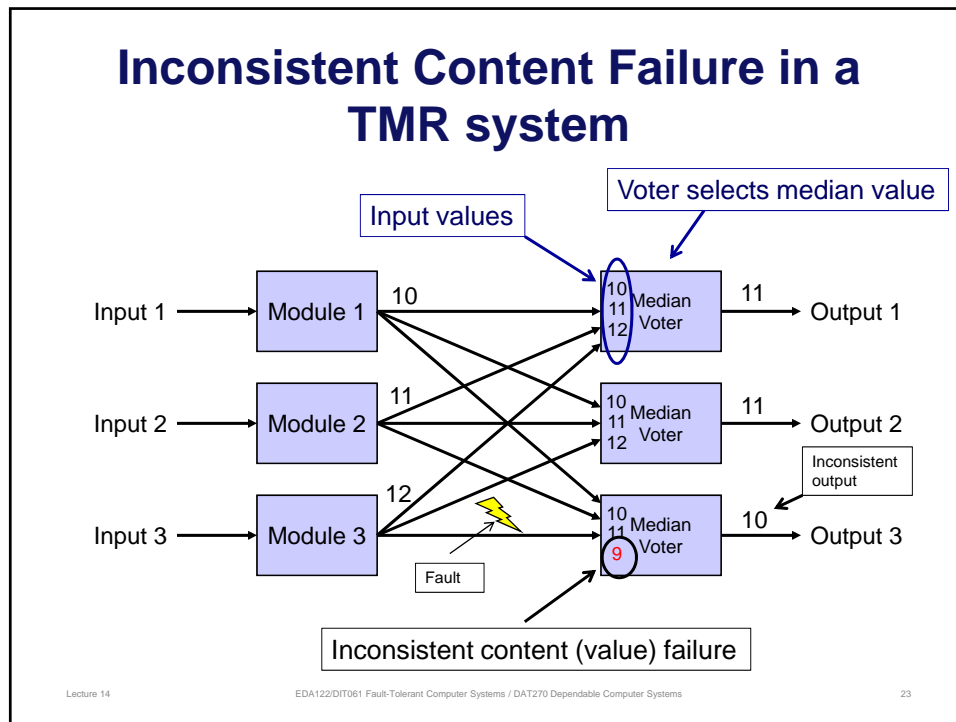 Inconsistent Content Failure in a
TMR system
Voter selects median value
Input values
Input 1
Module 1
10
10
11
12
Median
Voter
11
Output 1
Input 2
Module 2
11
10
11
12
Median
Voter
11
Output 2
Inconsistent
output
Input 3
Module 3
12
Fault
10
11
9
Median
Voter
10
Output 3
Inconsistent content (value) failure
Lecture 14
EDA122/DIT061 Fault-Tolerant Computer Systems / DAT270 Dependable Computer Systems
23